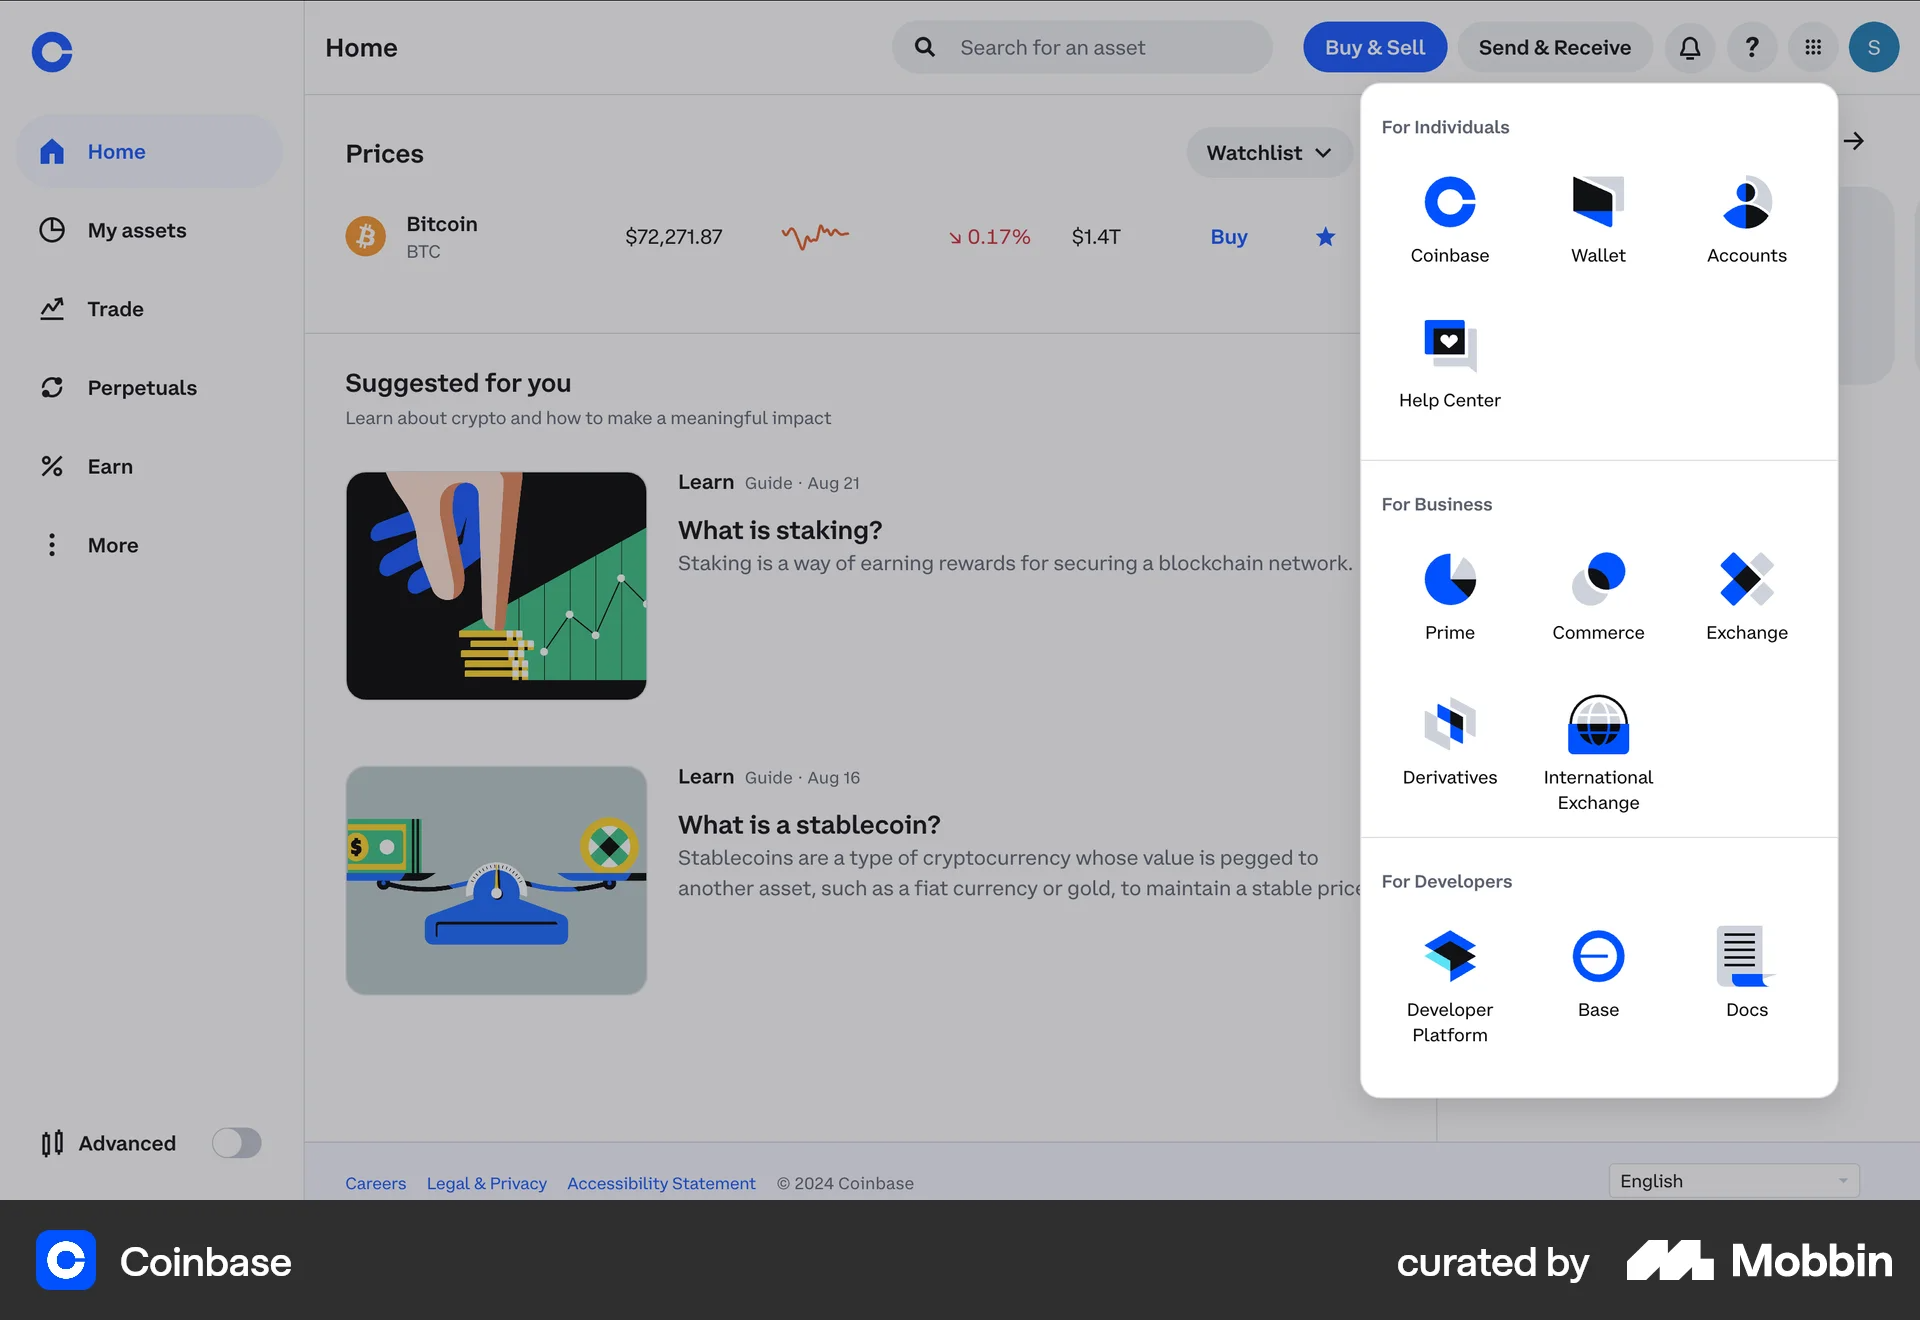 Home
Search for an asset
Buy & Sell
Send & Receive
?
S
Home
My assets
Trade
Perpetuals
Earn
More
Advanced
Prices
Watchlist
Bitcoin
BTC
$72,271.87
0.17%
$1.4T
Buy
Suggested for you
Learn about crypto and how to make a meaningful impact
Learn Guide · Aug 21
What is staking?
Staking is a way of earning rewards for securing a blockchain network.
$
Learn Guide · Aug 16
What is a stablecoin?
Stablecoins are a type of cryptocurrency whose value is pegged to
another asset, such as a fiat currency or gold, to maintain a stable price
For Individuals
Coinbase
Wallet
Accounts
Help Center
For Business
Prime
Commerce
Exchange
Derivatives
International
Exchange
For Developers
Developer
Platform
Base
Docs
Careers
Legal & Privacy
Accessibility Statement
© 2024 Coinbase
English
Coinbase
curated by
Mobbin